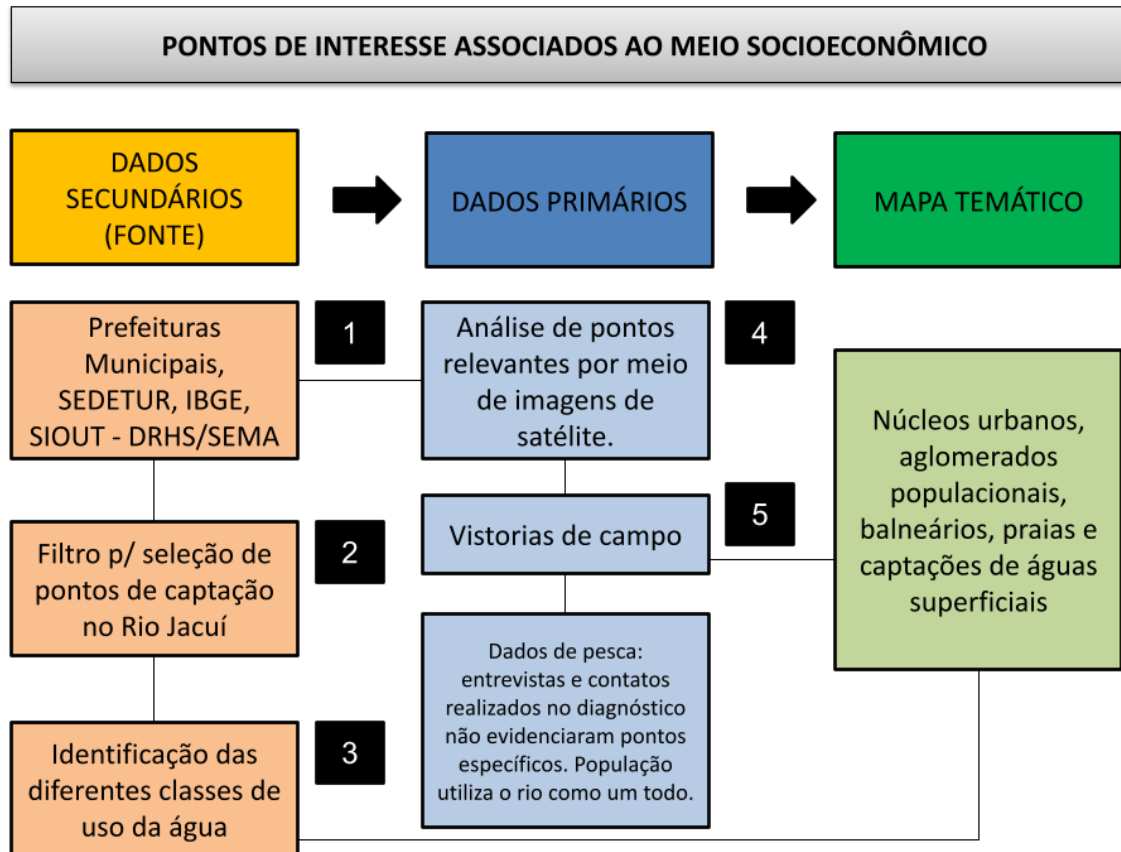 PONTOS DE INTERESSE ASSOCIADOS AO MEIO SOCIOECONÔMICO
DADOS
SECUNDÁRIOS
(FONTE)
DADOS PRIMÁRIOS
MAPA TEMÁTICO
Prefeituras
Municipais,
SEDETUR, IBGE,
SIOUT - DRHS/SEMA
1
Análise de pontos
relevantes por meio
de imagens de
satélite.
4
Filtro p/ seleção de
pontos de captação
no Rio Jacuí
2
Vistorias de campo
5
Núcleos urbanos,
aglomerados
populacionais,
balneários, praias e
captações de águas
superficiais
Identificação das
diferentes classes de
uso da água
3
Dados de pesca:
entrevistas e contatos
realizados no diagnóstico
não evidenciaram pontos
específicos. População
utiliza o rio como um todo.